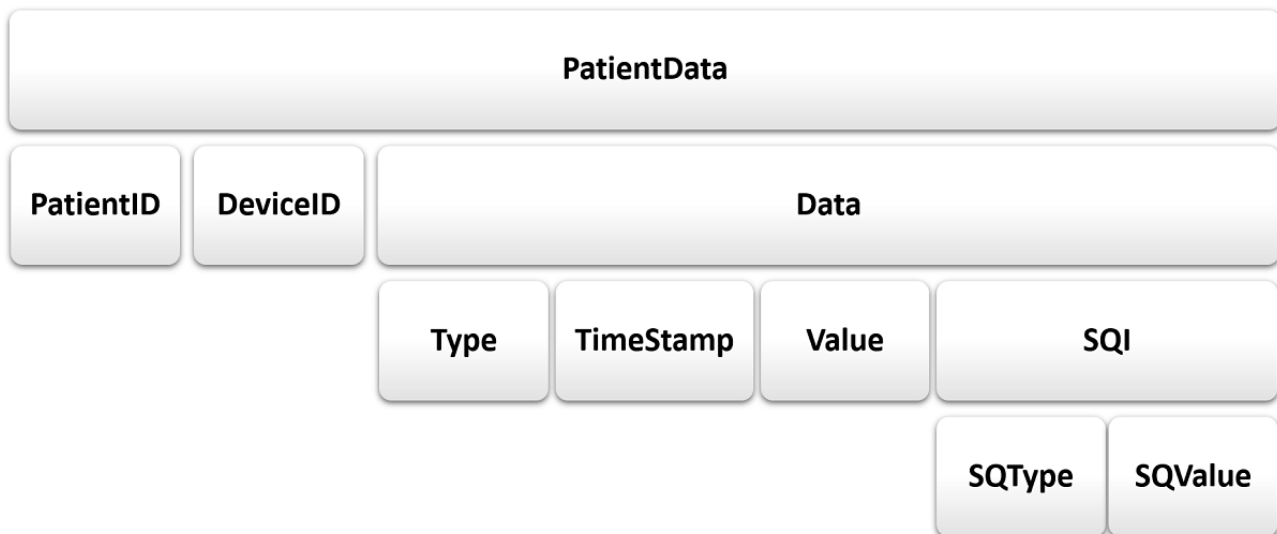 PatientData
PatientID DeviceID Data
Type TimeStamp Value SQI
SQType SQValue